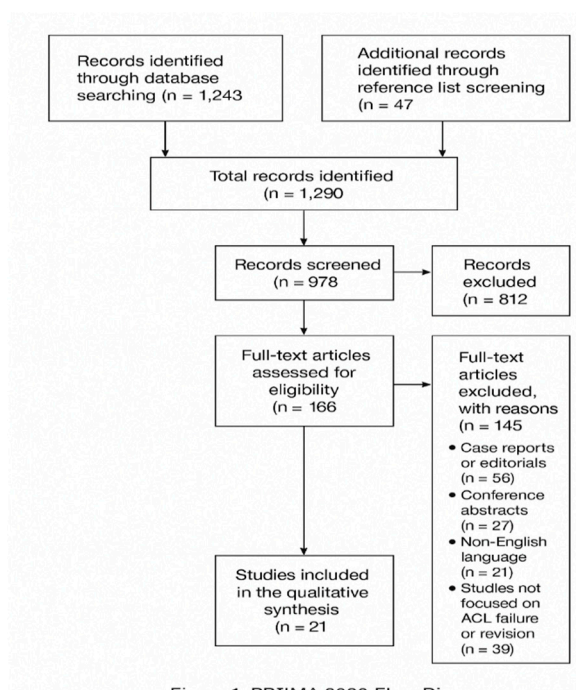 Records identified
through database
searching (n = 1,243
Additional records
identified through
reference list screening
(n = 47
Total records identified
(n = 1,290
Records screened
(n = 978
Records
excluded
(n = 812
Full-text articles
assessed for
eligibility
(n = 166
Full-text
articles
excluded,
with reasons
(n = 145
• Case reports
or editorials
(n = 56)
• Conference
abstracts
(n = 27)
• Non-English
language
(n = 21)
• Studles not
focused on
ACL failure
or revision
(n = 39)
Studies included
in the qualitative
synthesis
(n = 21